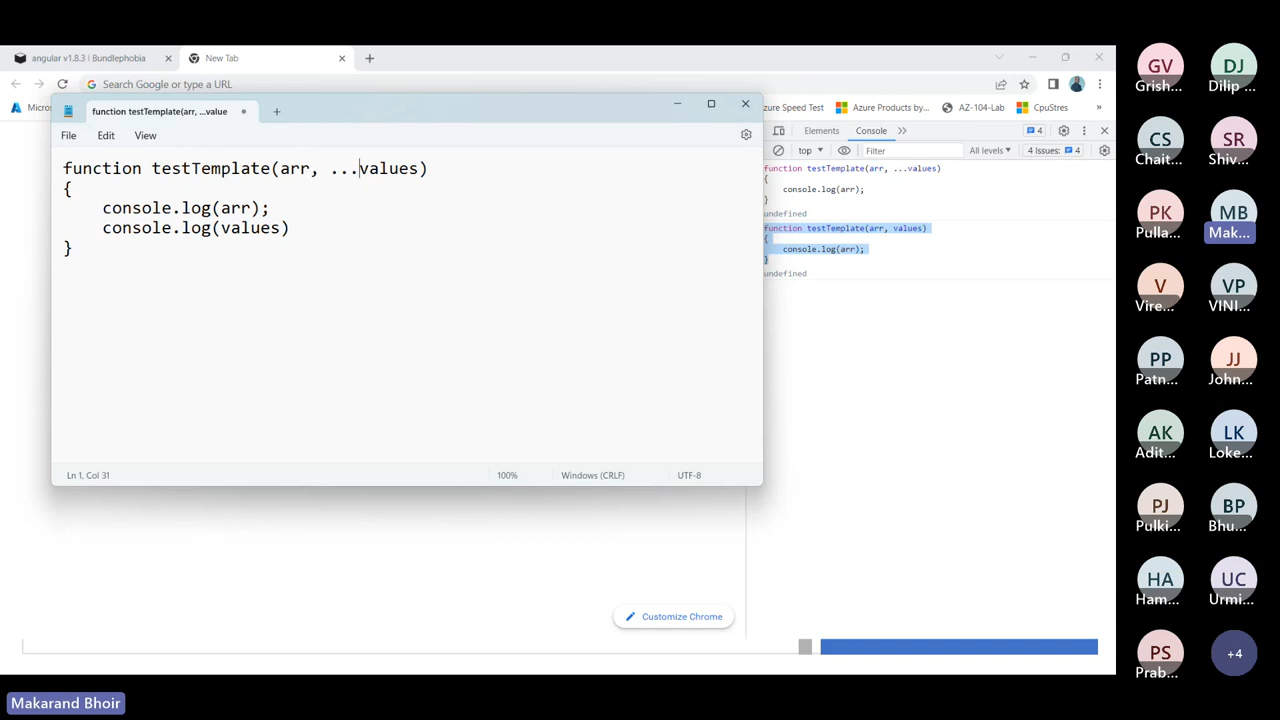 angular v1.8.3 | Bundlephobia
New Tab
Search Google or type a URL
Micros
zure Speed Test
Azure Products by...
AZ-104-Lab
CpuStres
»
function testTemplate(arr, ...value
File
Edit
View
function testTemplate(arr, ...values)
{
console.log(arr);
console.log(values)
}
Ln 1, Col 31
100%
Windows (CRLF)
UTF-8
Elements
Console
»
4
top
Filter
All levels
4 Issues:
4
function testTemplate(arr, ...values)
{
console.log(arr);
}
undefined
function testTemplate(arr, values)
{
console.log(arr);
}
undefined
Customize Chrome
GV
Grish...
DJ
Dilip ...
CS
Chait...
SR
Shiv...
PK
Pulla...
MB
Mak...
V
Vire...
VP
VINI...
PP
Patn...
JJ
John...
AK
Adit...
LK
Loke...
PJ
Pulki...
BP
Bhu...
HA
Ham...
UC
Urmi...
PS
Prab...
+4
Makarand Bhoir